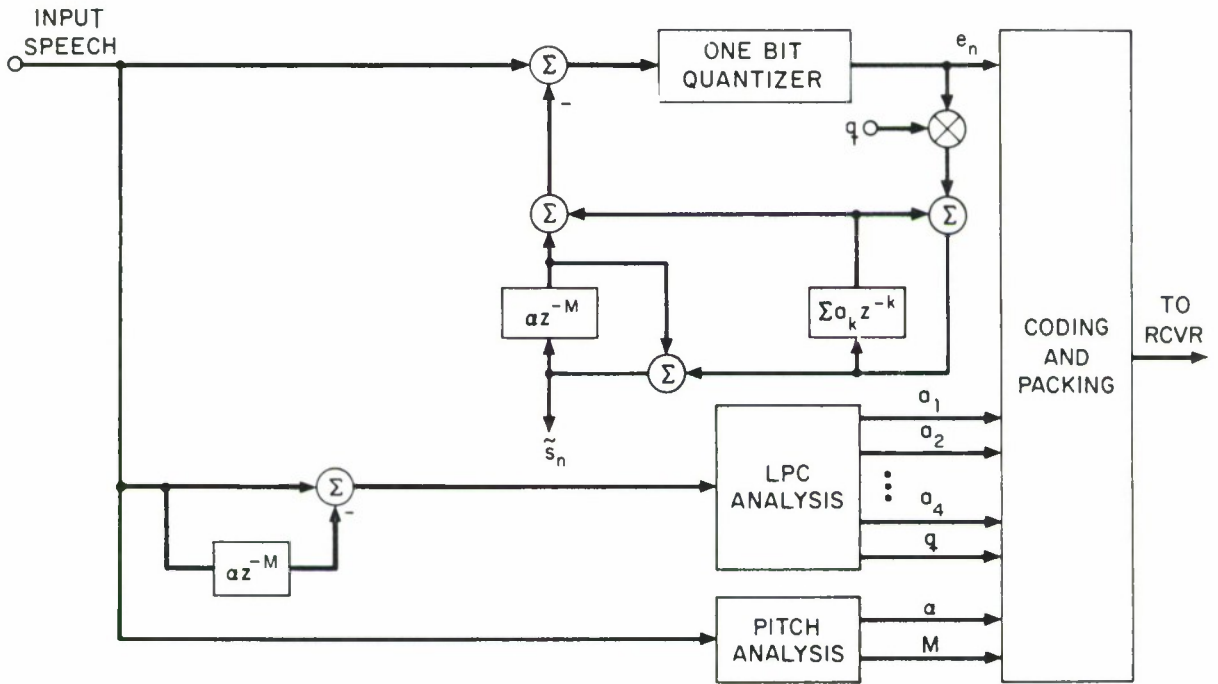 INPUT
SPEECH
Σ
ONE BIT
QUANTIZER
eₙ
-
q
Σ
Σ
αz⁻ᴹ
Σaₖz⁻ᵏ
Σ
s̃ₙ
CODING
AND
PACKING
TO
RCVR
Σ
-
αz⁻ᴹ
LPC
ANALYSIS
a₁
a₂
⋮
a₄
q
PITCH
ANALYSIS
α
M